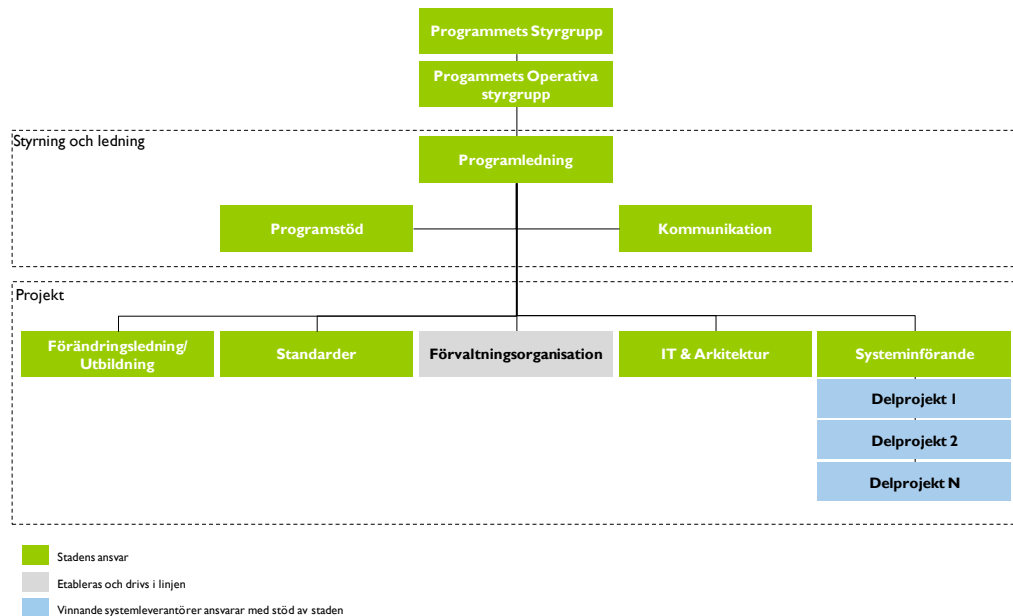 Programmets Styrgrupp
Progammets Operativa
styrgrupp
Styrning och ledning
Programledning
Programstöd
Kommunikation
Projekt
Förändringsledning/
Utbildning
Standarder
Förvaltningsorganisation
IT & Arkitektur
Systeminförande
Delprojekt 1
Delprojekt 2
Delprojekt N
Stadens ansvar
Etableras och drivs i linjen
Vinnande systemleverantörer ansvarar med stöd av staden